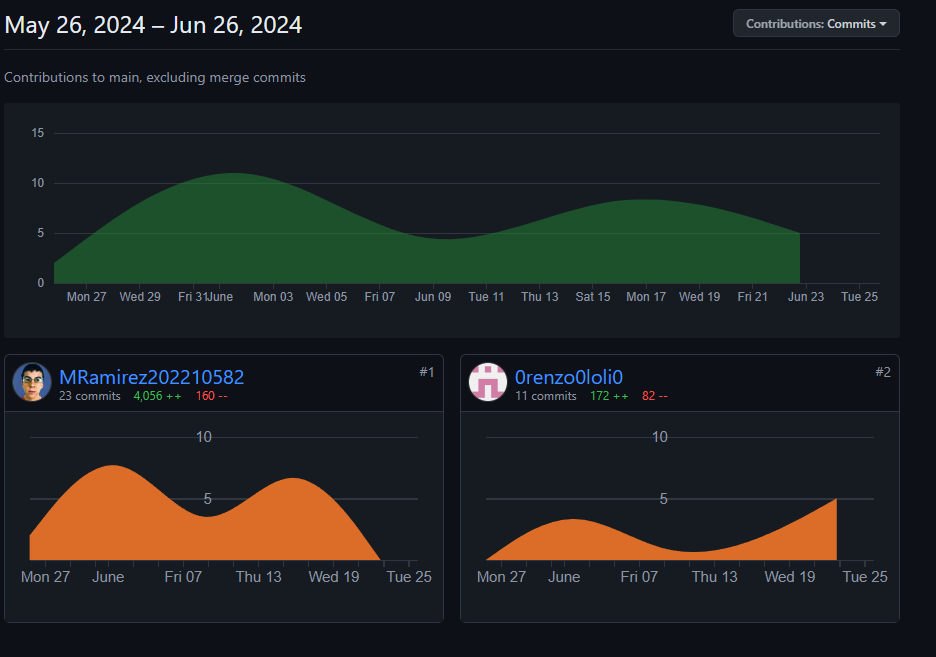 May 26, 2024 – Jun 26, 2024
Contributions: Commits
Contributions to main, excluding merge commits
15
10
5
0
Mon 27 Wed 29 Fri 31 June Mon 03 Wed 05 Fri 07 Jun 09 Tue 11 Thu 13 Sat 15 Mon 17 Wed 19 Fri 21 Jun 23 Tue 25
MRamirez202210582
#1
23 commits 4,056 ++ 160 --
10
5
Mon 27 June Fri 07 Thu 13 Wed 19 Tue 25
0renzo0loli0
#2
11 commits 172 ++ 82 --
10
5
Mon 27 June Fri 07 Thu 13 Wed 19 Tue 25